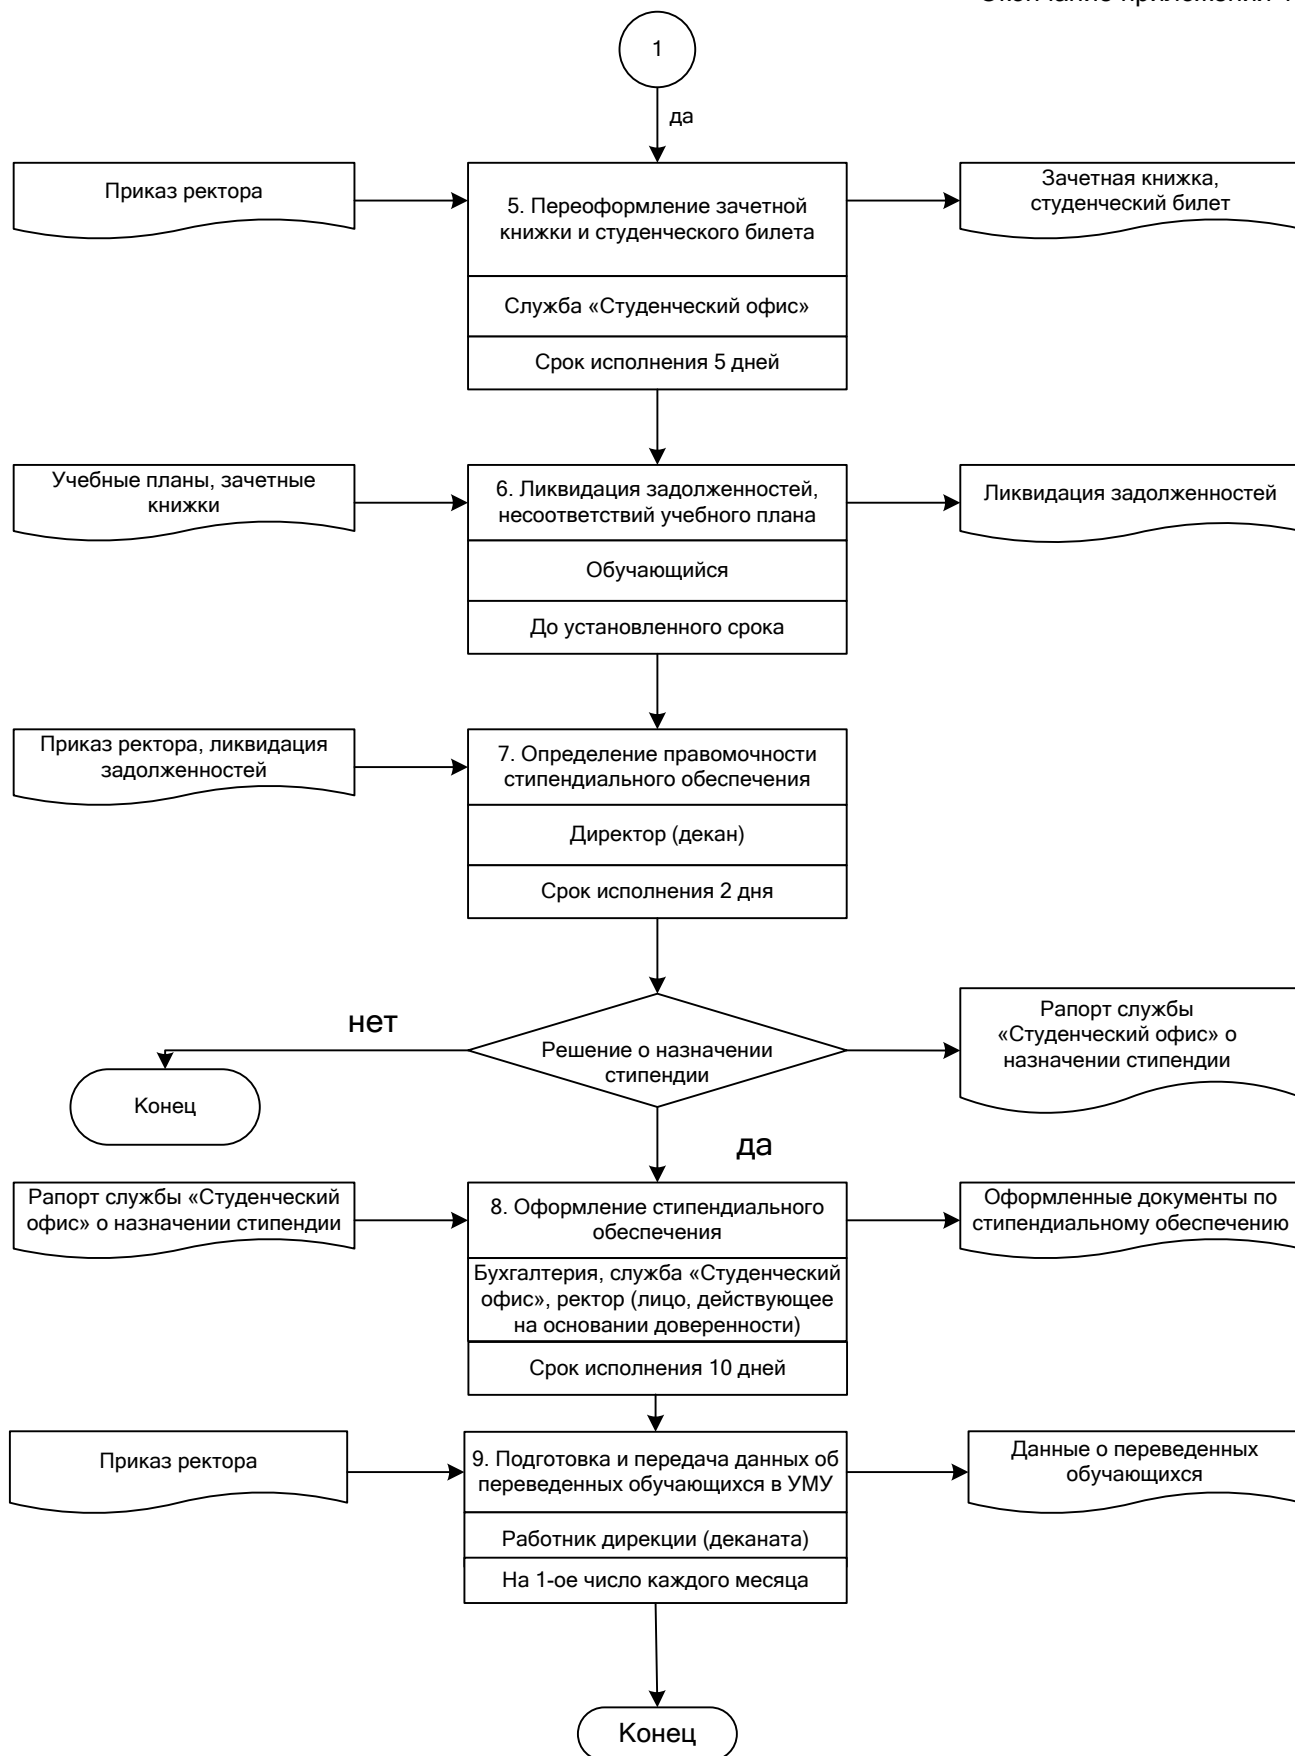 1
да
Приказ ректора
5. Переоформление зачетной
книжки и студенческого билета
Зачетная книжка,
студенческий билет
Служба «Студенческий офис»
Срок исполнения 5 дней
Учебные планы, зачетные
книжки
6. Ликвидация задолженностей,
несоответствий учебного плана
Ликвидация задолженностей
Обучающийся
До установленного срока
Приказ ректора, ликвидация
задолженностей
7. Определение правомочности
стипендиального обеспечения
Директор (декан)
Срок исполнения 2 дня
нет
Решение о назначении
стипендии
Рапорт службы
«Студенческий офис» о
назначении стипендии
Конец
да
Рапорт службы «Студенческий
офис» о назначении стипендии
8. Оформление стипендиального
обеспечения
Оформленные документы по
стипендиальному обеспечению
Бухгалтерия, служба «Студенческий
офис», ректор (лицо, действующее
на основании доверенности)
Срок исполнения 10 дней
Приказ ректора
9. Подготовка и передача данных об
переведенных обучающихся в УМУ
Данные о переведенных
обучающихся
Работник дирекции (деканата)
На 1-ое число каждого месяца
Конец